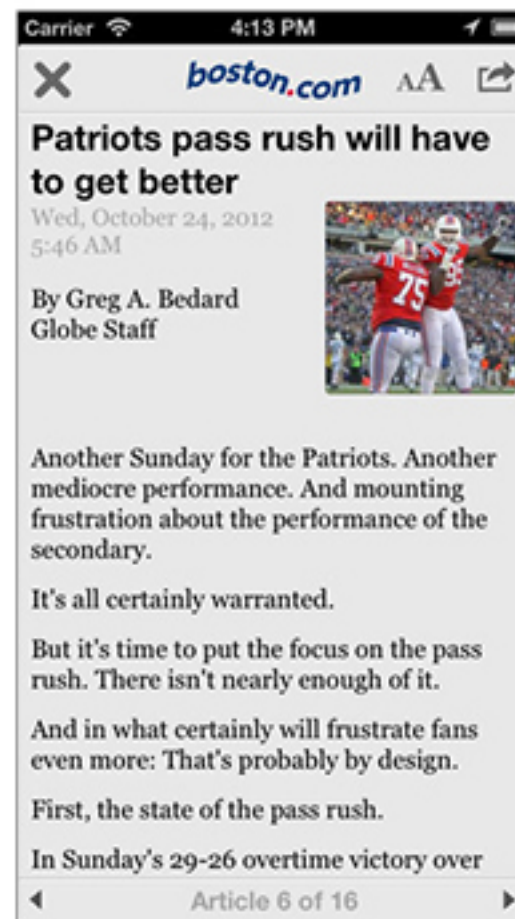 Carrier 4:13 PM
boston.com AA
Patriots pass rush will have
to get better
Wed, October 24, 2012
5:46 AM
By Greg A. Bedard
Globe Staff
75
Another Sunday for the Patriots. Another
mediocre performance. And mounting
frustration about the performance of the
secondary.
It's all certainly warranted.
But it's time to put the focus on the pass
rush. There isn't nearly enough of it.
And in what certainly will frustrate fans
even more: That's probably by design.
First, the state of the pass rush.
In Sunday's 29-26 overtime victory over
Article 6 of 16